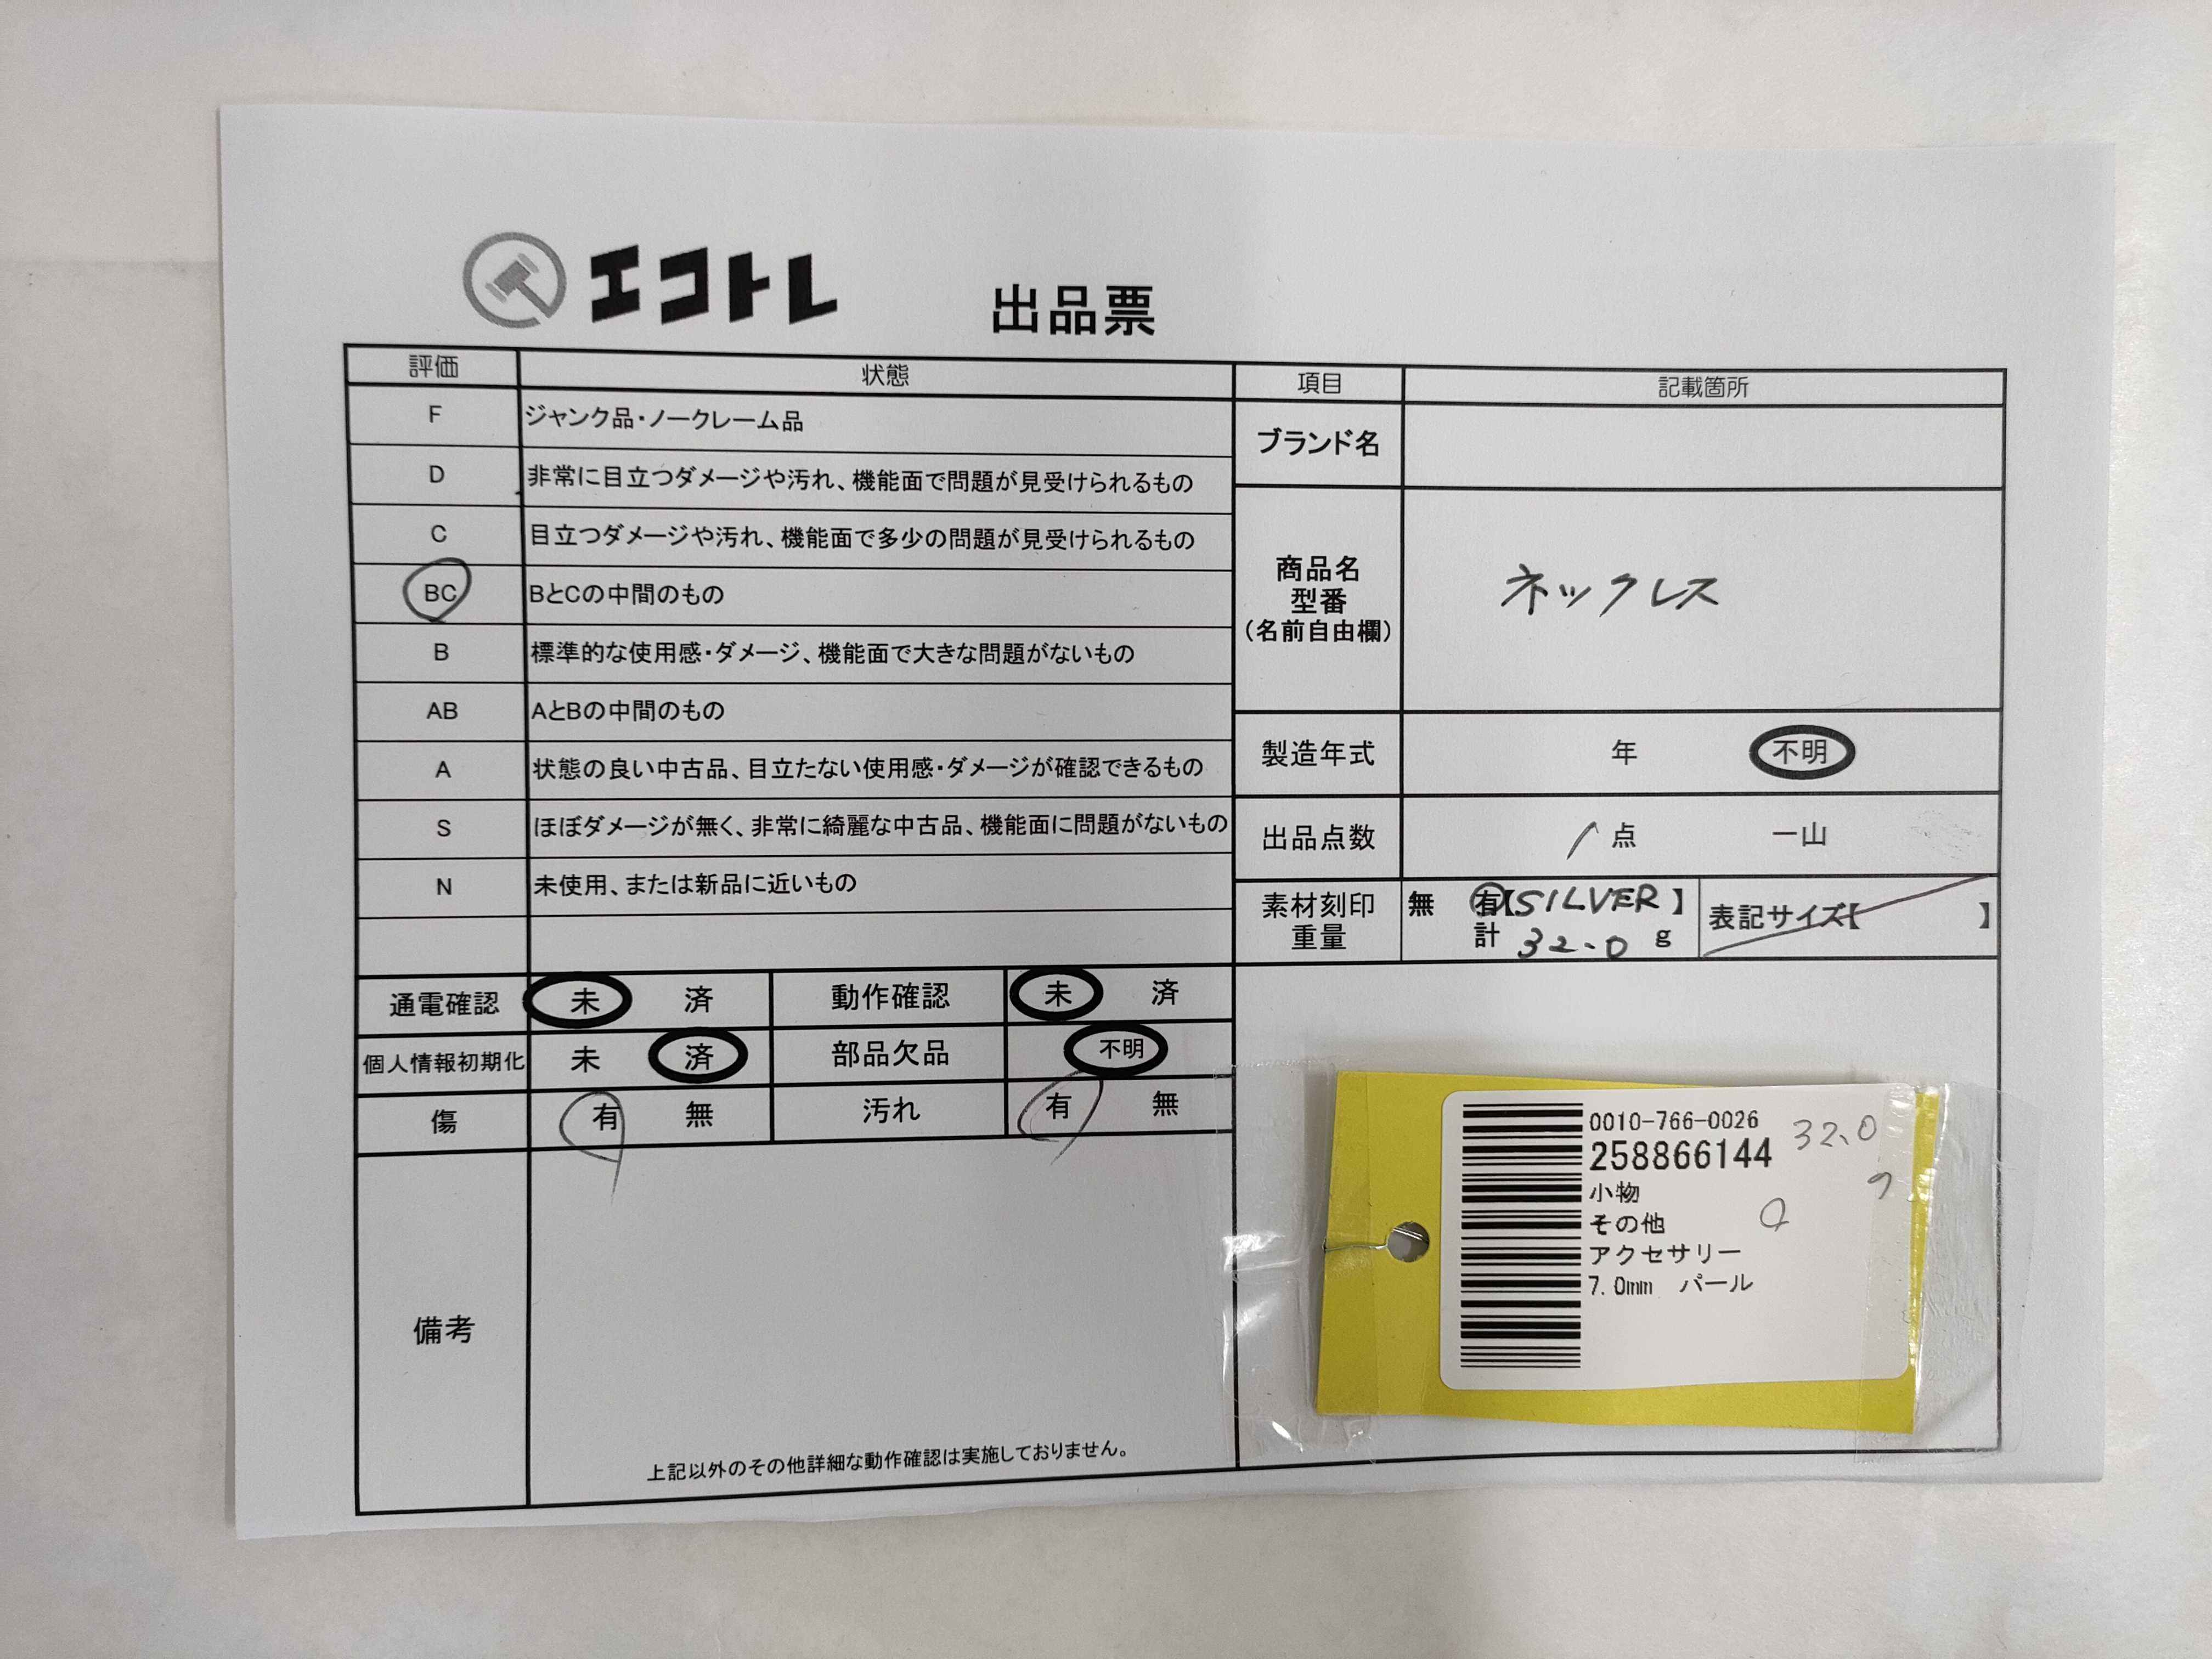 エコトレ 出品票
評価 状態 項目 記載箇所
F ジャンク品・ノークレーム品
D 非常に目立つダメージや汚れ、機能面で問題が見受けられるもの
C 目立つダメージや汚れ、機能面で多少の問題が見受けられるもの
BC BとCの中間のもの
B 標準的な使用感・ダメージ、機能面で大きな問題がないもの
AB AとBの中間のもの
A 状態の良い中古品、目立たない使用感・ダメージが確認できるもの
S ほぼダメージが無く、非常に綺麗な中古品、機能面に問題がないもの
N 未使用、または新品に近いもの
ブランド名
商品名
型番
(名前自由欄)
ネックレス
製造年式 年 不明
出品点数 1 点 一山
素材刻印
重量
無 有【SILVER】
計 32.0 g
表記サイズ【 】
通電確認 未 済 動作確認 未 済
個人情報初期化 未 済 部品欠品 不明
傷 有 無 汚れ 有 無
備考
上記以外のその他詳細な動作確認は実施しておりません。
0010-766-0026
258866144 32.0
小物
その他
アクセサリー
7.0mm パール